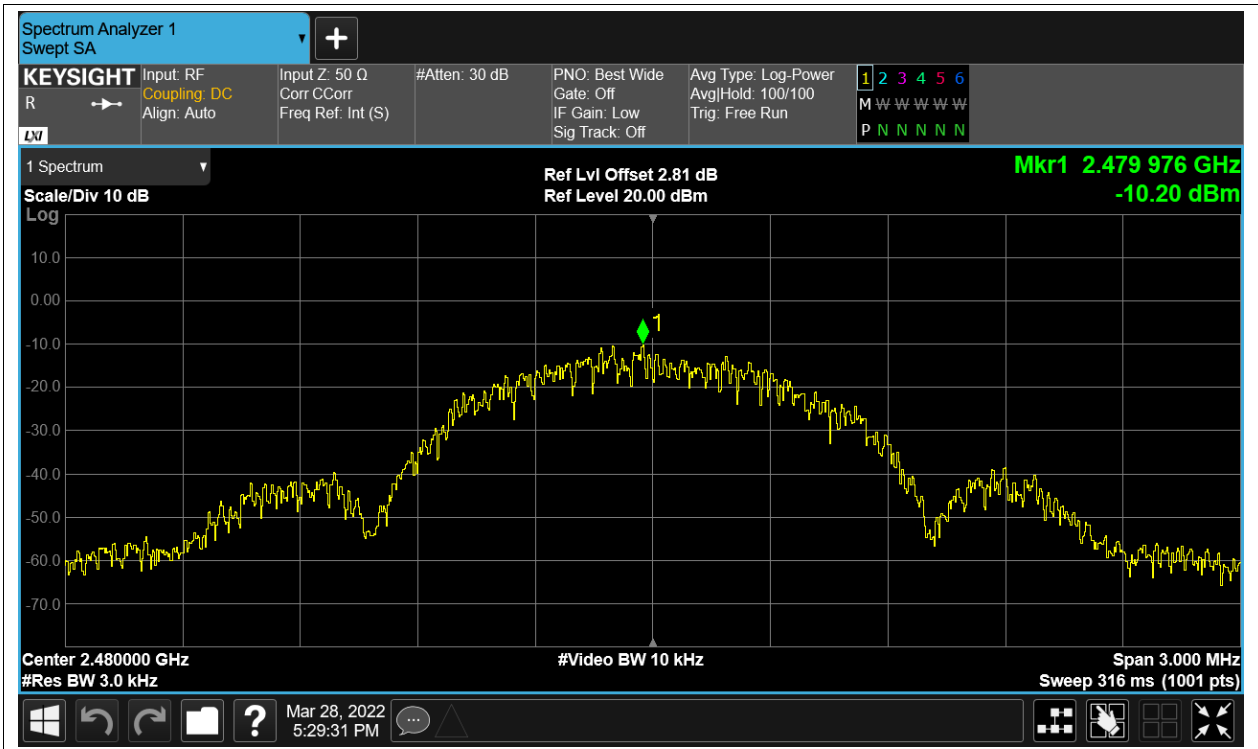 Spectrum Analyzer 1
Swept SA
KEYSIGHT
R
LXI
Input: RF
Coupling: DC
Align: Auto
Input Z: 50 Ω
Corr CCorr
Freq Ref: Int (S)
#Atten: 30 dB
PNO: Best Wide
Gate: Off
IF Gain: Low
Sig Track: Off
Avg Type: Log-Power
Avg|Hold: 100/100
Trig: Free Run
1 2 3 4 5 6
M W W W W W
P N N N N N
1 Spectrum
Scale/Div 10 dB
Log
Ref Lvl Offset 2.81 dB
Ref Level 20.00 dBm
Mkr1 2.479 976 GHz
-10.20 dBm
10.0
0.00
1
-10.0
-20.0
-30.0
-40.0
-50.0
-60.0
-70.0
Center 2.480000 GHz
#Res BW 3.0 kHz
#Video BW 10 kHz
Span 3.000 MHz
Sweep 316 ms (1001 pts)
?
Mar 28, 2022
5:29:31 PM